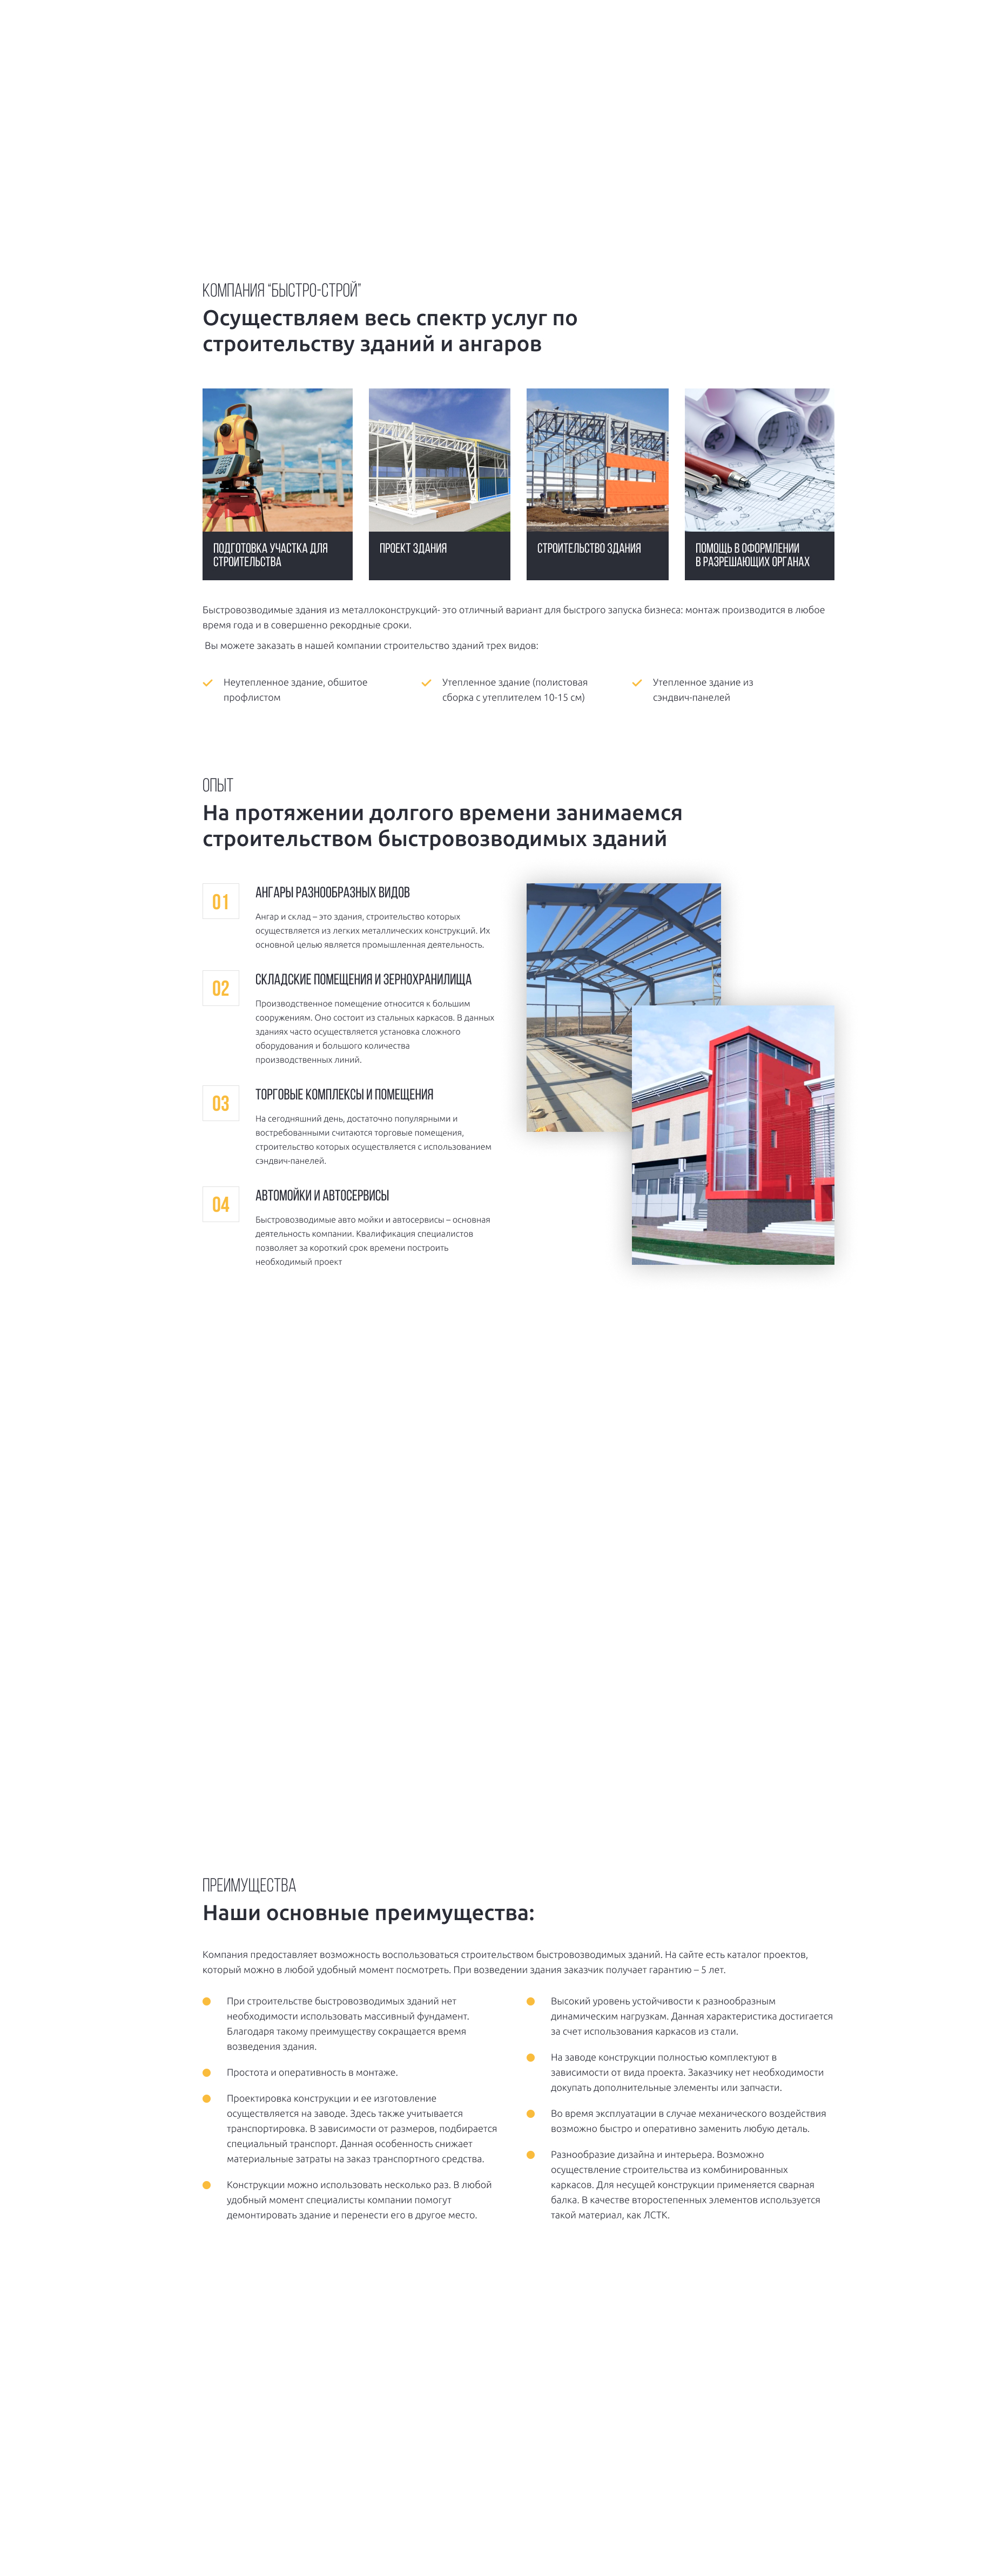 КОМПАНИЯ “БЫСТРО-СТРОЙ”
Осуществляем весь спектр услуг по
строительству зданий и ангаров
ПОДГОТОВКА УЧАСТКА ДЛЯ
СТРОИТЕЛЬСТВА
ПРОЕКТ ЗДАНИЯ
СТРОИТЕЛЬСТВО ЗДАНИЯ
ПОМОЩЬ В ОФОРМЛЕНИИ
В РАЗРЕШАЮЩИХ ОРГАНАХ
Быстровозводимые здания из металлоконструкций- это отличный вариант для быстрого запуска бизнеса: монтаж производится в любое
время года и в совершенно рекордные сроки.
Вы можете заказать в нашей компании строительство зданий трех видов:
Неутепленное здание, обшитое
профлистом
Утепленное здание (полистовая
сборка с утеплителем 10-15 см)
Утепленное здание из
сэндвич-панелей
ОПЫТ
На протяжении долгого времени занимаемся
строительством быстровозводимых зданий
01
АНГАРЫ РАЗНООБРАЗНЫХ ВИДОВ
Ангар и склад – это здания, строительство которых
осуществляется из легких металлических конструкций. Их
основной целью является промышленная деятельность.
02
СКЛАДСКИЕ ПОМЕЩЕНИЯ И ЗЕРНОХРАНИЛИЩА
Производственное помещение относится к большим
сооружениям. Оно состоит из стальных каркасов. В данных
зданиях часто осуществляется установка сложного
оборудования и большого количества
производственных линий.
03
ТОРГОВЫЕ КОМПЛЕКСЫ И ПОМЕЩЕНИЯ
На сегодняшний день, достаточно популярными и
востребованными считаются торговые помещения,
строительство которых осуществляется с использованием
сэндвич-панелей.
04
АВТОМОЙКИ И АВТОСЕРВИСЫ
Быстровозводимые авто мойки и автосервисы – основная
деятельность компании. Квалификация специалистов
позволяет за короткий срок времени построить
необходимый проект
ПРЕИМУЩЕСТВА
Наши основные преимущества:
Компания предоставляет возможность воспользоваться строительством быстровозводимых зданий. На сайте есть каталог проектов,
который можно в любой удобный момент посмотреть. При возведении здания заказчик получает гарантию – 5 лет.
При строительстве быстровозводимых зданий нет
необходимости использовать массивный фундамент.
Благодаря такому преимуществу сокращается время
возведения здания.
Простота и оперативность в монтаже.
Проектировка конструкции и ее изготовление
осуществляется на заводе. Здесь также учитывается
транспортировка. В зависимости от размеров, подбирается
специальный транспорт. Данная особенность снижает
материальные затраты на заказ транспортного средства.
Конструкции можно использовать несколько раз. В любой
удобный момент специалисты компании помогут
демонтировать здание и перенести его в другое место.
Высокий уровень устойчивости к разнообразным
динамическим нагрузкам. Данная характеристика достигается
за счет использования каркасов из стали.
На заводе конструкции полностью комплектуют в
зависимости от вида проекта. Заказчику нет необходимости
докупать дополнительные элементы или запчасти.
Во время эксплуатации в случае механического воздействия
возможно быстро и оперативно заменить любую деталь.
Разнообразие дизайна и интерьера. Возможно
осуществление строительства из комбинированных
каркасов. Для несущей конструкции применяется сварная
балка. В качестве второстепенных элементов используется
такой материал, как ЛСТК.